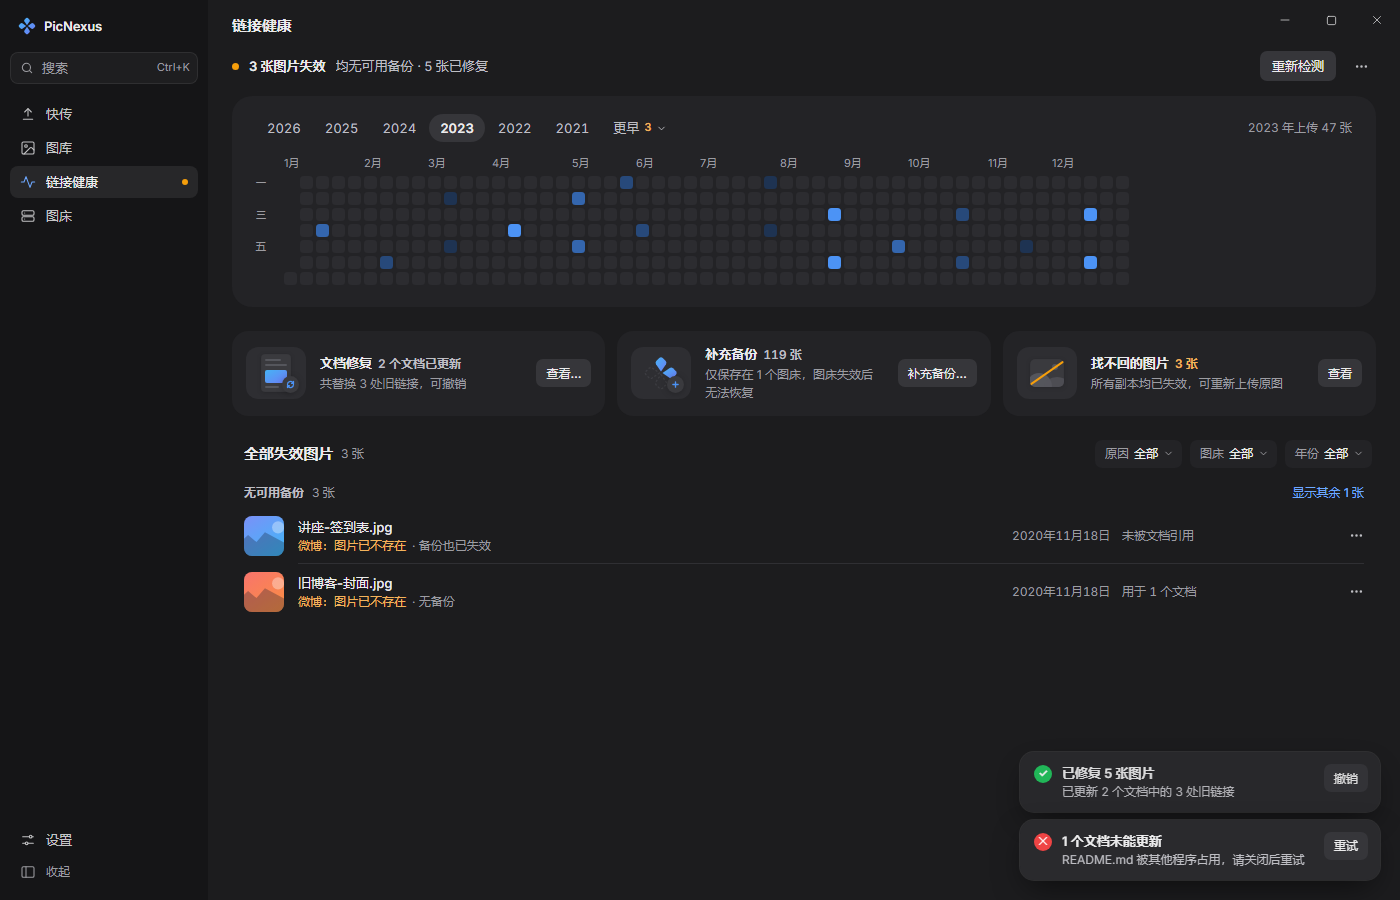 PicNexus
链接健康
搜索 Ctrl+K
快传
图库
链接健康
图床
3 张图片失效 均无可用备份 · 5 张已修复
重新检测
2026 2025 2024 2023 2022 2021 更早 3
2023 年上传 47 张
1月 2月 3月 4月 5月 6月 7月 8月 9月 10月 11月 12月
一
三
五
文档修复 2 个文档已更新
共替换 3 处旧链接，可撤销
查看...
补充备份 119 张
仅保存在 1 个图床，图床失效后
无法恢复
补充备份...
找不回的图片 3 张
所有副本均已失效，可重新上传原图
查看
全部失效图片 3 张
原因 全部 图床 全部 年份 全部
无可用备份 3 张
显示其余 1 张
讲座-签到表.jpg
微博：图片已不存在 · 备份也已失效
2020年11月18日 未被文档引用
旧博客-封面.jpg
微博：图片已不存在 · 无备份
2020年11月18日 用于 1 个文档
已修复 5 张图片
已更新 2 个文档中的 3 处旧链接
撤销
1 个文档未能更新
README.md 被其他程序占用，请关闭后重试
重试
设置
收起